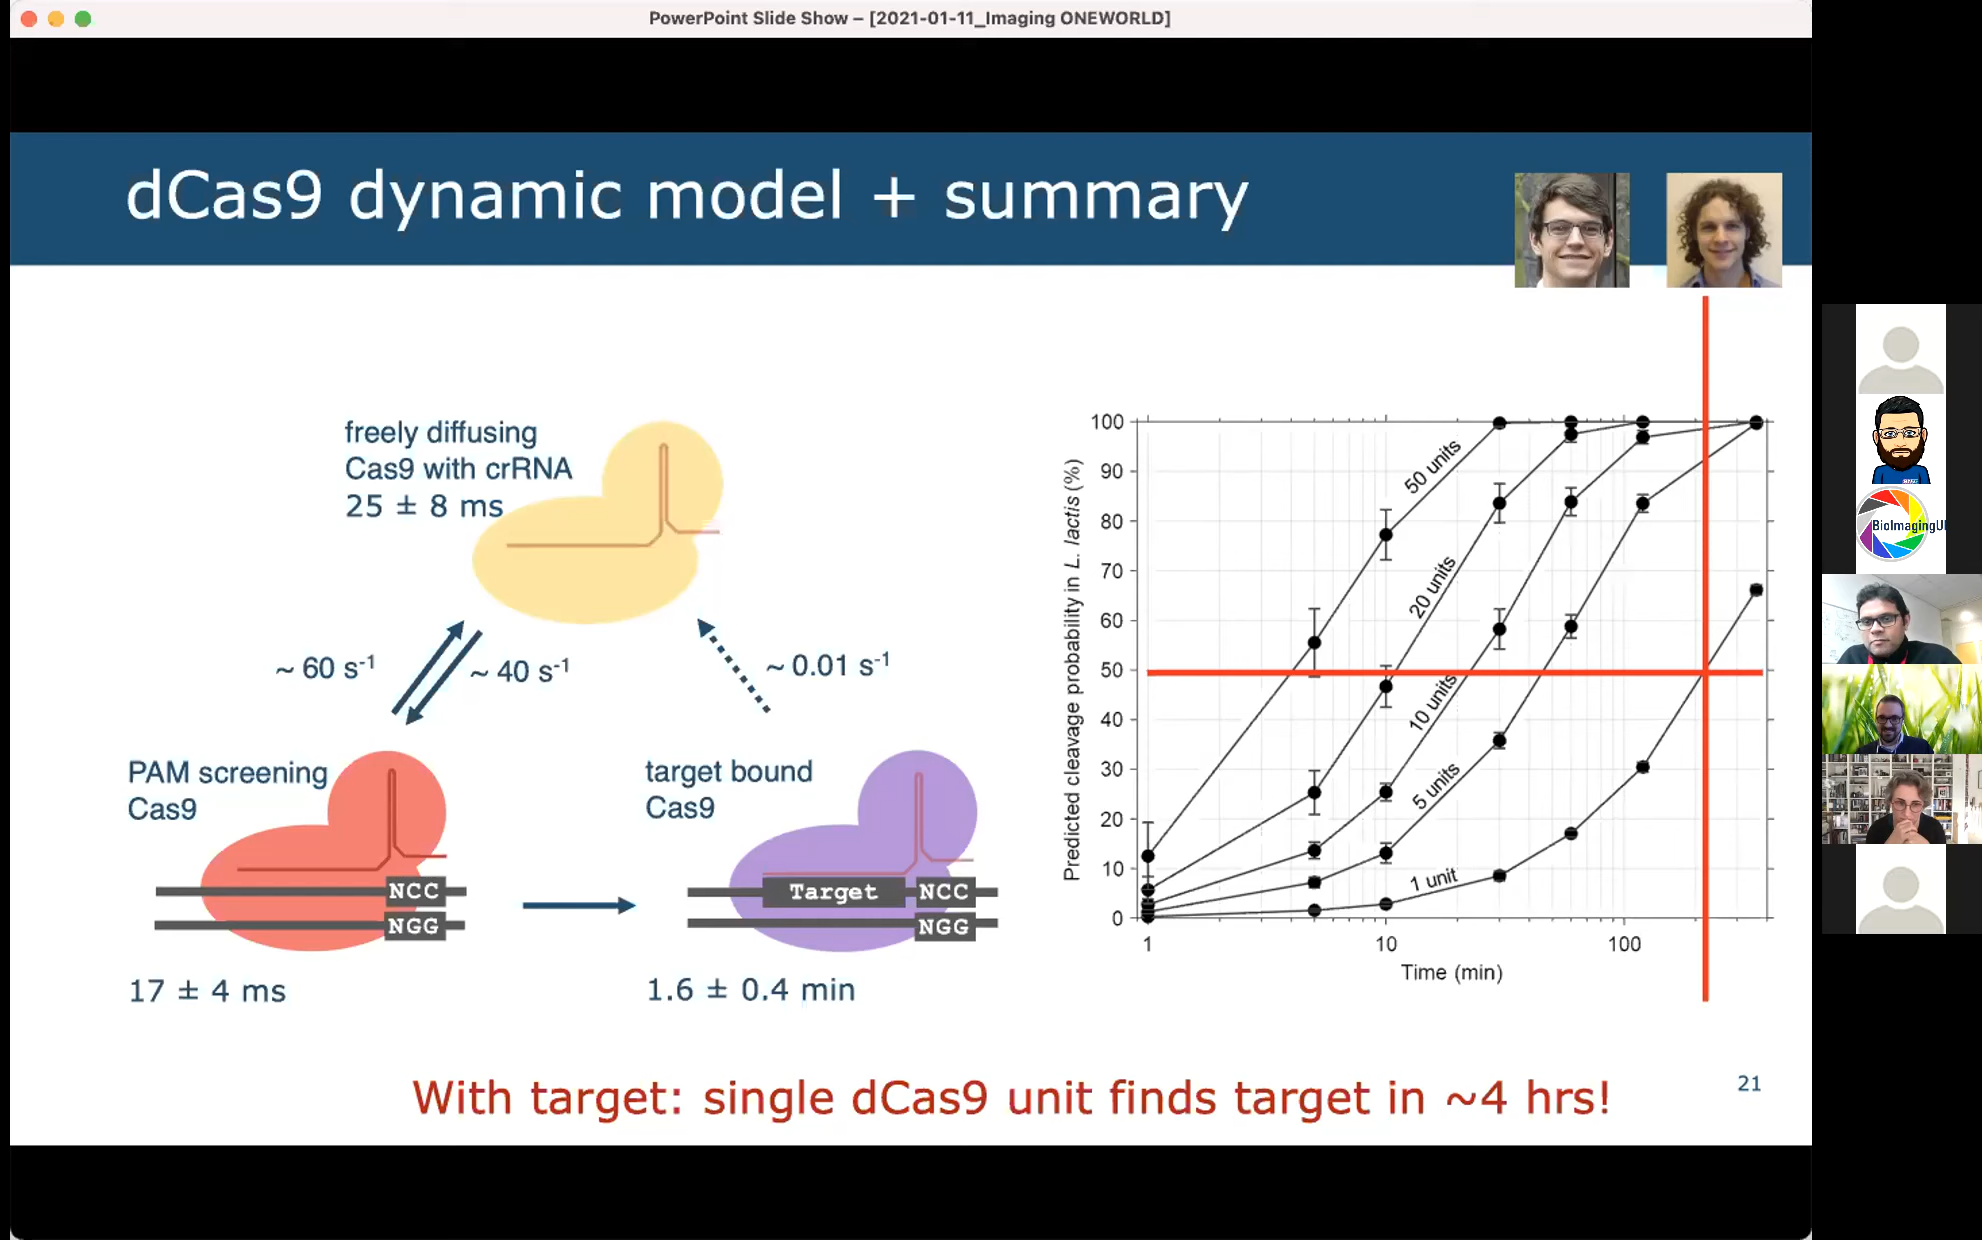 PowerPoint Slide Show – [2021-01-11_Imaging ONEWORLD]
dCas9 dynamic model + summary
freely diffusing
Cas9 with crRNA
25 ± 8 ms
~ 60 s⁻¹
~ 40 s⁻¹
~ 0.01 s⁻¹
PAM screening
Cas9
NCC
NGG
17 ± 4 ms
target bound
Cas9
Target
NCC
NGG
1.6 ± 0.4 min
Predicted cleavage probability in L. lactis (%)
100
90
80
70
60
50
40
30
20
10
0
50 units
20 units
10 units
5 units
1 unit
1
10
100
Time (min)
With target: single dCas9 unit finds target in ~4 hrs!
21
BioImagingU